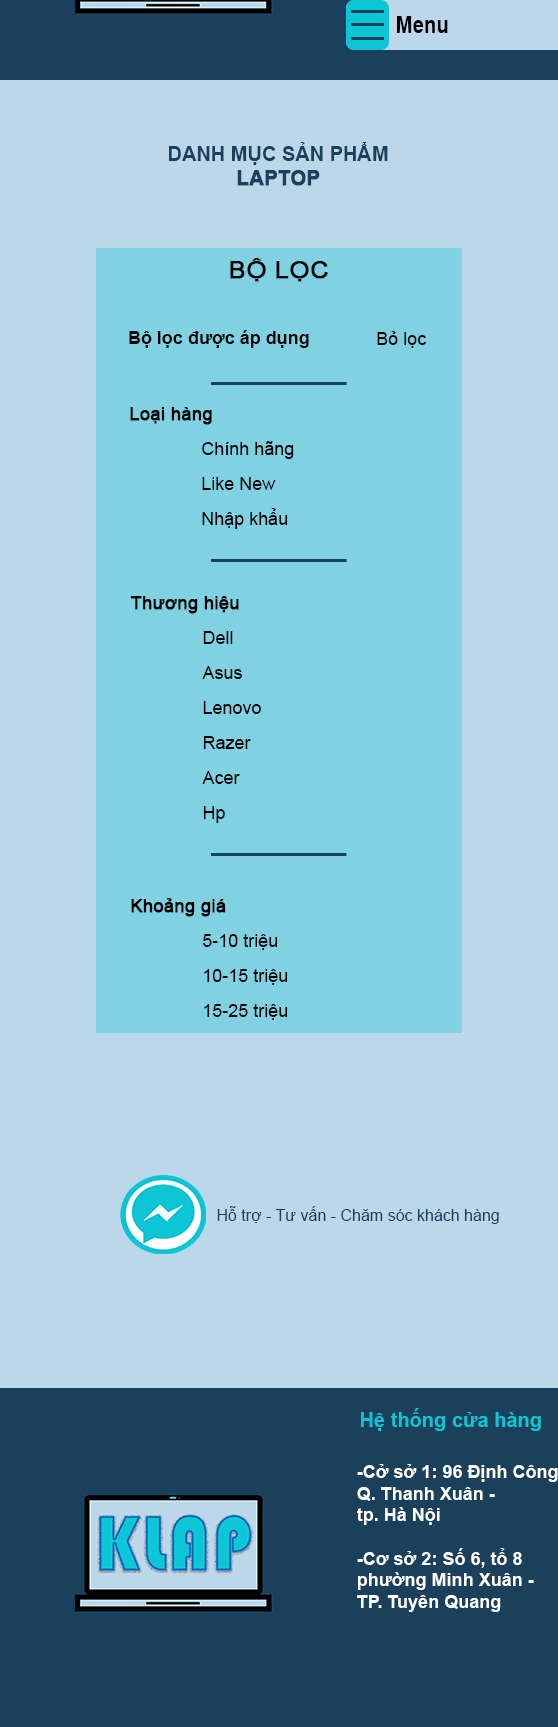 Menu
DANH MỤC SẢN PHẨM
LAPTOP
BỘ LỌC
Bộ lọc được áp dụng Bỏ lọc
Loại hàng
Chính hãng
Like New
Nhập khẩu
Thương hiệu
Dell
Asus
Lenovo
Razer
Acer
Hp
Khoảng giá
5-10 triệu
10-15 triệu
15-25 triệu
Hỗ trợ - Tư vấn - Chăm sóc khách hàng
KLAP
Hệ thống cửa hàng
-Cở sở 1: 96 Định Công
Q. Thanh Xuân -
tp. Hà Nội
-Cơ sở 2: Số 6, tổ 8
phường Minh Xuân -
TP. Tuyên Quang